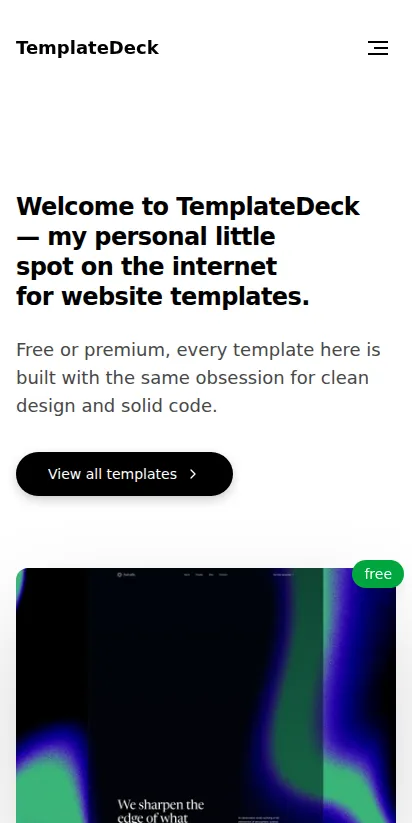 TemplateDeck
Welcome to TemplateDeck
— my personal little
spot on the internet
for website templates.
Free or premium, every template here is
built with the same obsession for clean
design and solid code.
View all templates
free
We sharpen the
edge of what